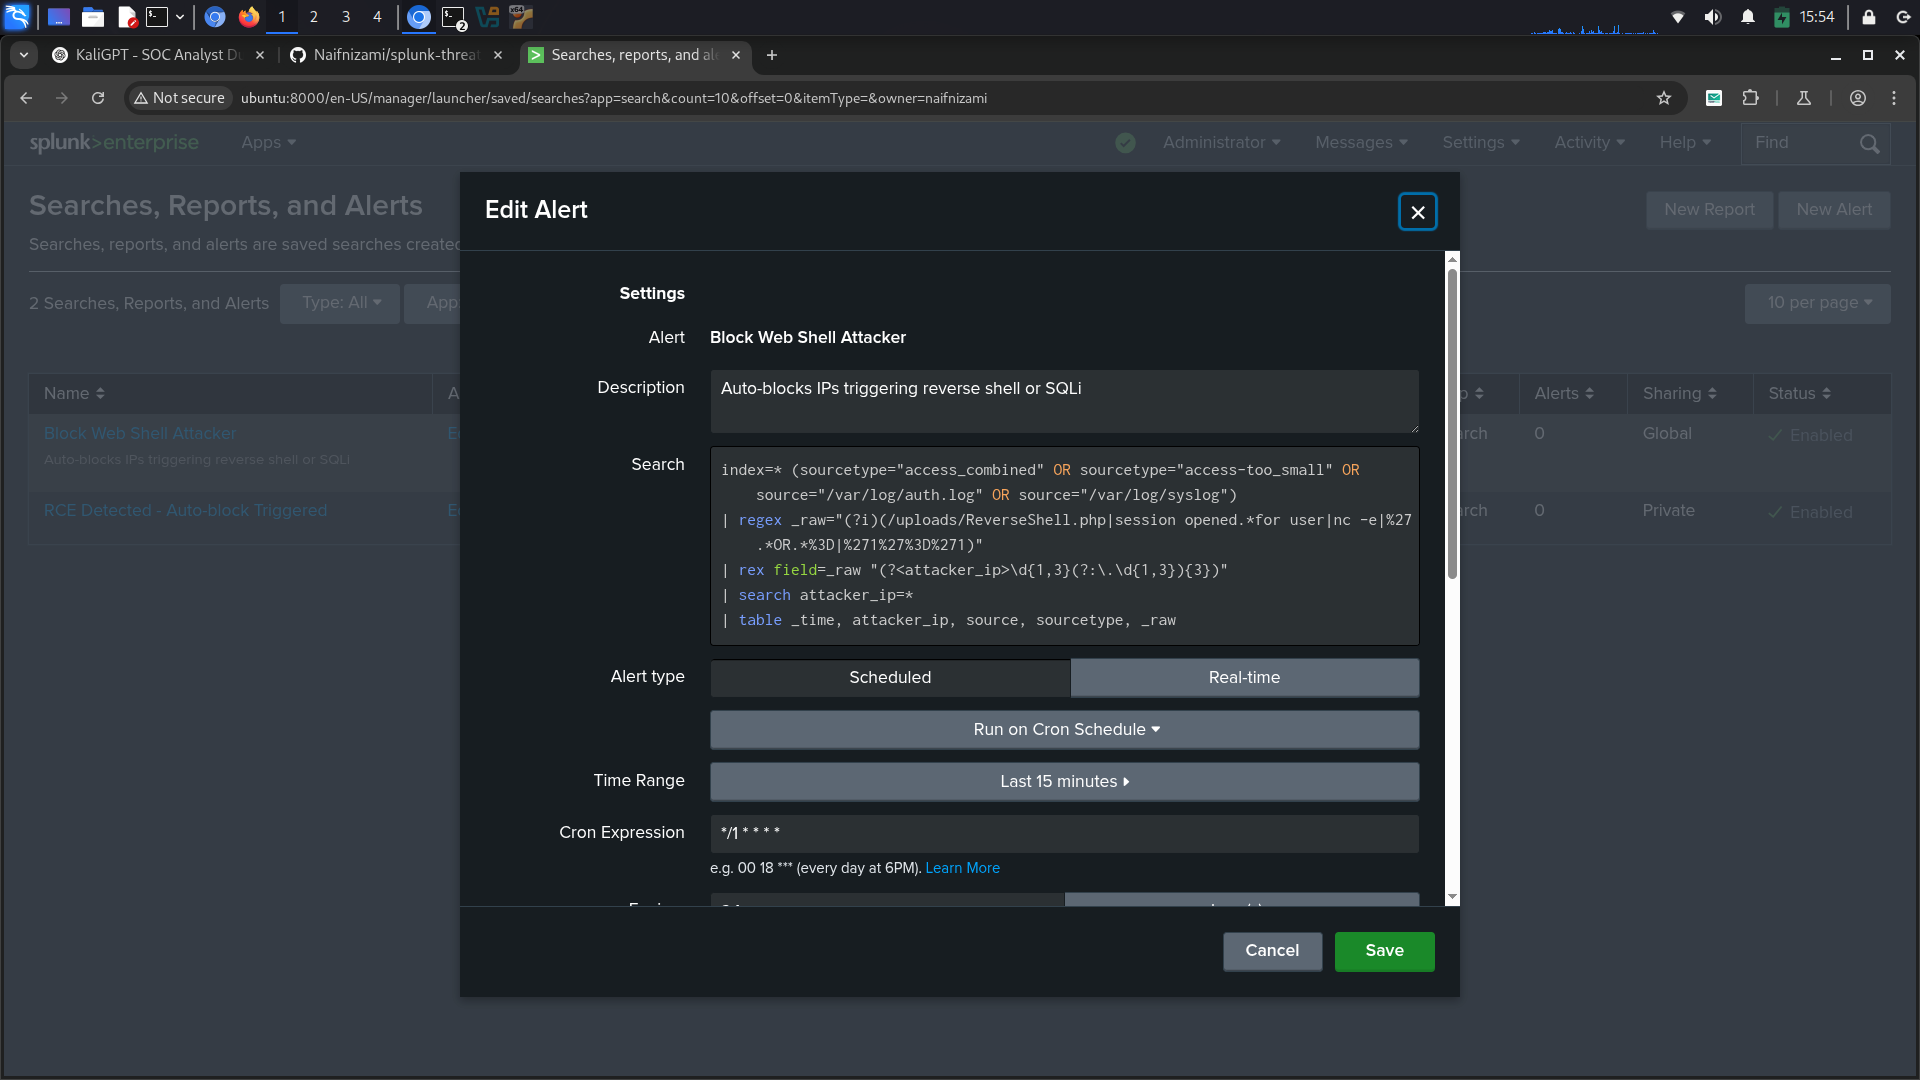 1 2 3 4 2 x64 15:54
KaliGPT - SOC Analyst Du
Naifnizami/splunk-threat
Searches, reports, and ale
Not secure
ubuntu:8000/en-US/manager/launcher/saved/searches?app=search&count=10&offset=0&itemType=&owner=naifnizami
splunk>enterprise Apps Administrator Messages Settings Activity Help Find
Searches, Reports, and Alerts
New Report New Alert
Searches, reports, and alerts are saved searches created
2 Searches, Reports, and Alerts Type: All App 10 per page
Name A p Alerts Sharing Status
Block Web Shell Attacker E arch 0 Global Enabled
Auto-blocks IPs triggering reverse shell or SQLi
RCE Detected - Auto-block Triggered E arch 0 Private Enabled
Edit Alert
Settings
Alert Block Web Shell Attacker
Description Auto-blocks IPs triggering reverse shell or SQLi
Search index=* (sourcetype="access_combined" OR sourcetype="access-too_small" OR
source="/var/log/auth.log" OR source="/var/log/syslog")
| regex _raw="(?i)(/uploads/ReverseShell.php|session opened.*for user|nc -e|%27
.*OR.*%3D|%271%27%3D%271)"
| rex field=_raw "(?<attacker_ip>\d{1,3}(?:\.\d{1,3}){3})"
| search attacker_ip=*
| table _time, attacker_ip, source, sourcetype, _raw
Alert type Scheduled Real-time
Run on Cron Schedule
Time Range Last 15 minutes
Cron Expression */1 * * * *
e.g. 00 18 *** (every day at 6PM). Learn More
Cancel Save